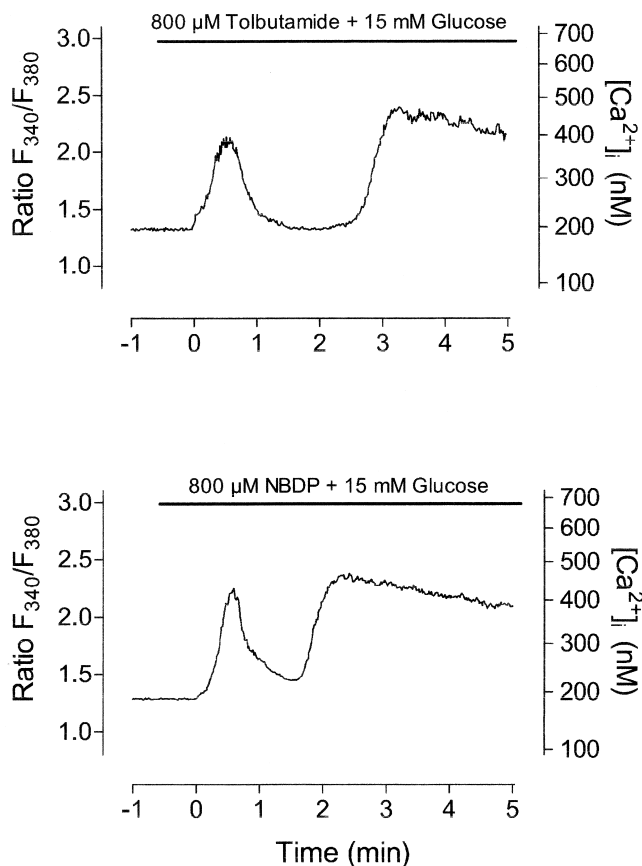 800 µM Tolbutamide + 15 mM Glucose
3.0
2.5
2.0
1.5
1.0
Ratio F340/F380
700
600
500
400
300
200
100
[Ca2+]i (nM)
-1 0 1 2 3 4 5
800 µM NBDP + 15 mM Glucose
3.0
2.5
2.0
1.5
1.0
Ratio F340/F380
700
600
500
400
300
200
100
[Ca2+]i (nM)
-1 0 1 2 3 4 5
Time (min)